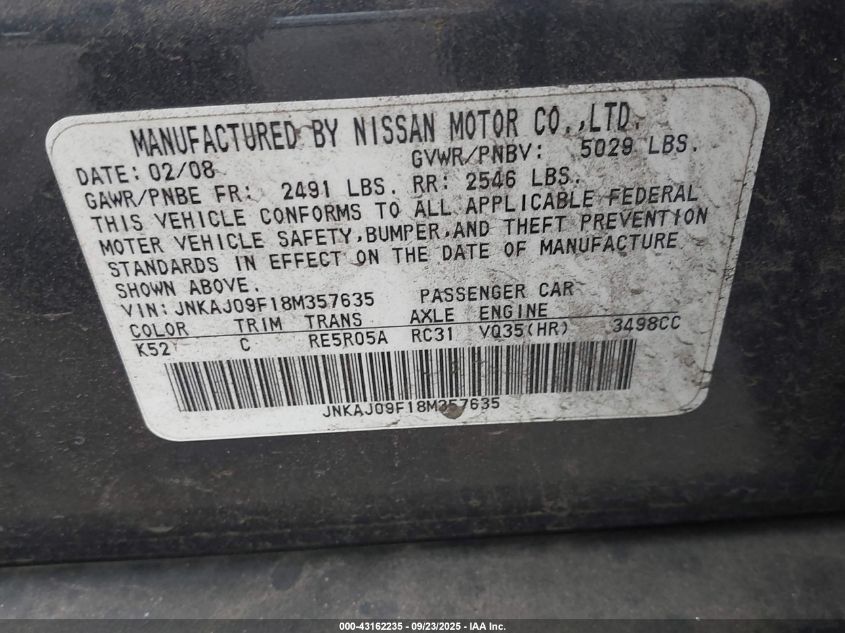 MANUFACTURED BY NISSAN MOTOR CO.,LTD.
DATE:02/08 GVWR/PNBV: 5029 LBS.
GAWR/PNBE FR: 2491 LBS. RR: 2546 LBS.
THIS VEHICLE CONFORMS TO ALL APPLICABLE FEDERAL
MOTER VEHICLE SAFETY,BUMPER,AND THEFT PREVENTION
STANDARDS IN EFFECT ON THE DATE OF MANUFACTURE
SHOWN ABOVE.
VIN:JNKAJ09F18M357635 PASSENGER CAR
COLOR TRIM TRANS AXLE ENGINE
K52 C RE5R05A RC31 VQ35(HR) 3498CC
JNKAJ09F18M357635
000-43162235 - 09/23/2025 - IAA Inc.